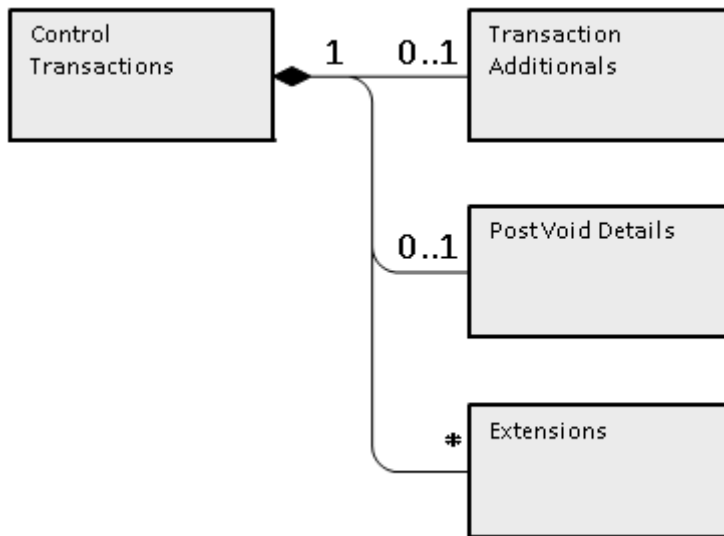 Control
Transactions
1
0..1
Transaction
Additionals
0..1
PostVoid Details
*
Extensions